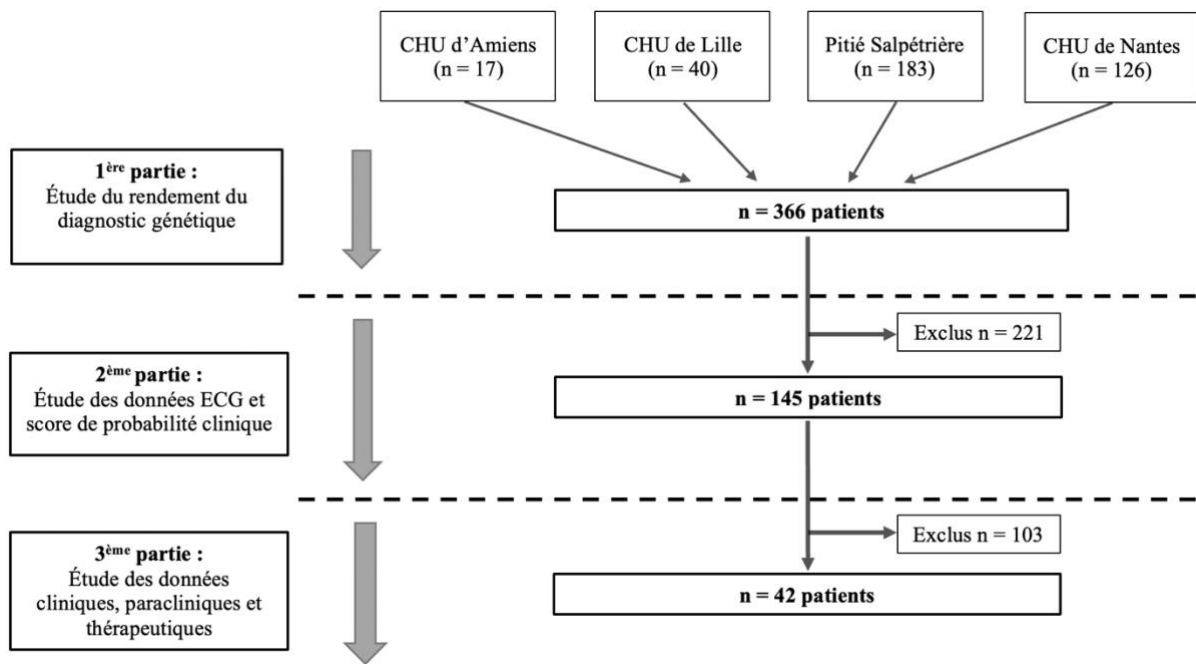 CHU d’Amiens
(n = 17)
CHU de Lille
(n = 40)
Pitié Salpétrière
(n = 183)
CHU de Nantes
(n = 126)
1ère partie :
Étude du rendement du
diagnostic génétique
n = 366 patients
Exclus n = 221
2ème partie :
Étude des données ECG et
score de probabilité clinique
n = 145 patients
Exclus n = 103
3ème partie :
Étude des données
cliniques, paracliniques et
thérapeutiques
n = 42 patients